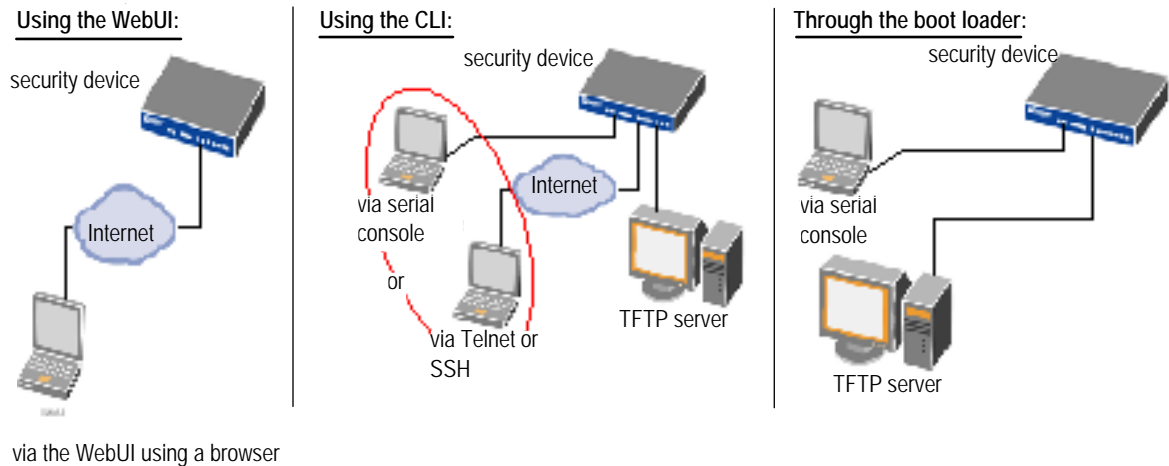 Using the WebUI:
security device
Internet
via the WebUI using a browser
Using the CLI:
security device
Internet
via serial
console
or
via Telnet or
SSH
TFTP server
Through the boot loader:
security device
via serial
console
TFTP server